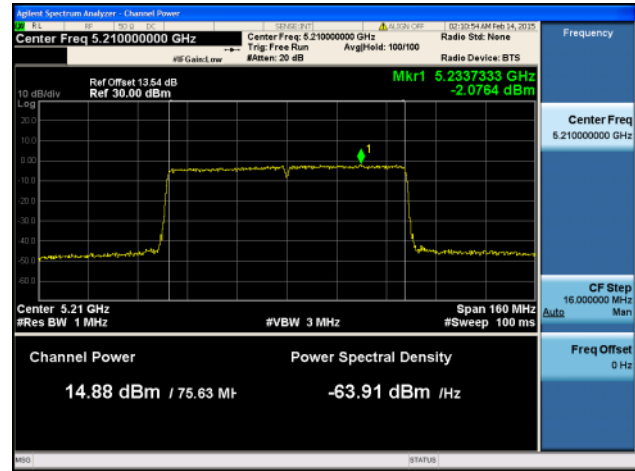 Agilent Spectrum Analyzer - Channel Power
RL RF 50 Ω DC SENSE:INT ALIGN OFF 02:10:54 AM Feb 14, 2015
Center Freq 5.210000000 GHz
Center Freq: 5.210000000 GHz
Radio Std: None
Trig: Free Run Avg|Hold: 100/100
#IFGain:Low #Atten: 20 dB Radio Device: BTS
Frequency
Ref Offset 13.54 dB
10 dB/div Ref 30.00 dBm
Mkr1 5.2337333 GHz
-2.0764 dBm
Log
20.0
10.0
0.00
-10.0
-20.0
-30.0
-40.0
-50.0
-60.0
1
Center 5.21 GHz Span 160 MHz
#Res BW 1 MHz #VBW 3 MHz #Sweep 100 ms
Channel Power Power Spectral Density
14.88 dBm / 75.63 MH -63.91 dBm /Hz
Center Freq
5.210000000 GHz
CF Step
16.000000 MHz
Auto Man
Freq Offset
0 Hz
MSG STATUS